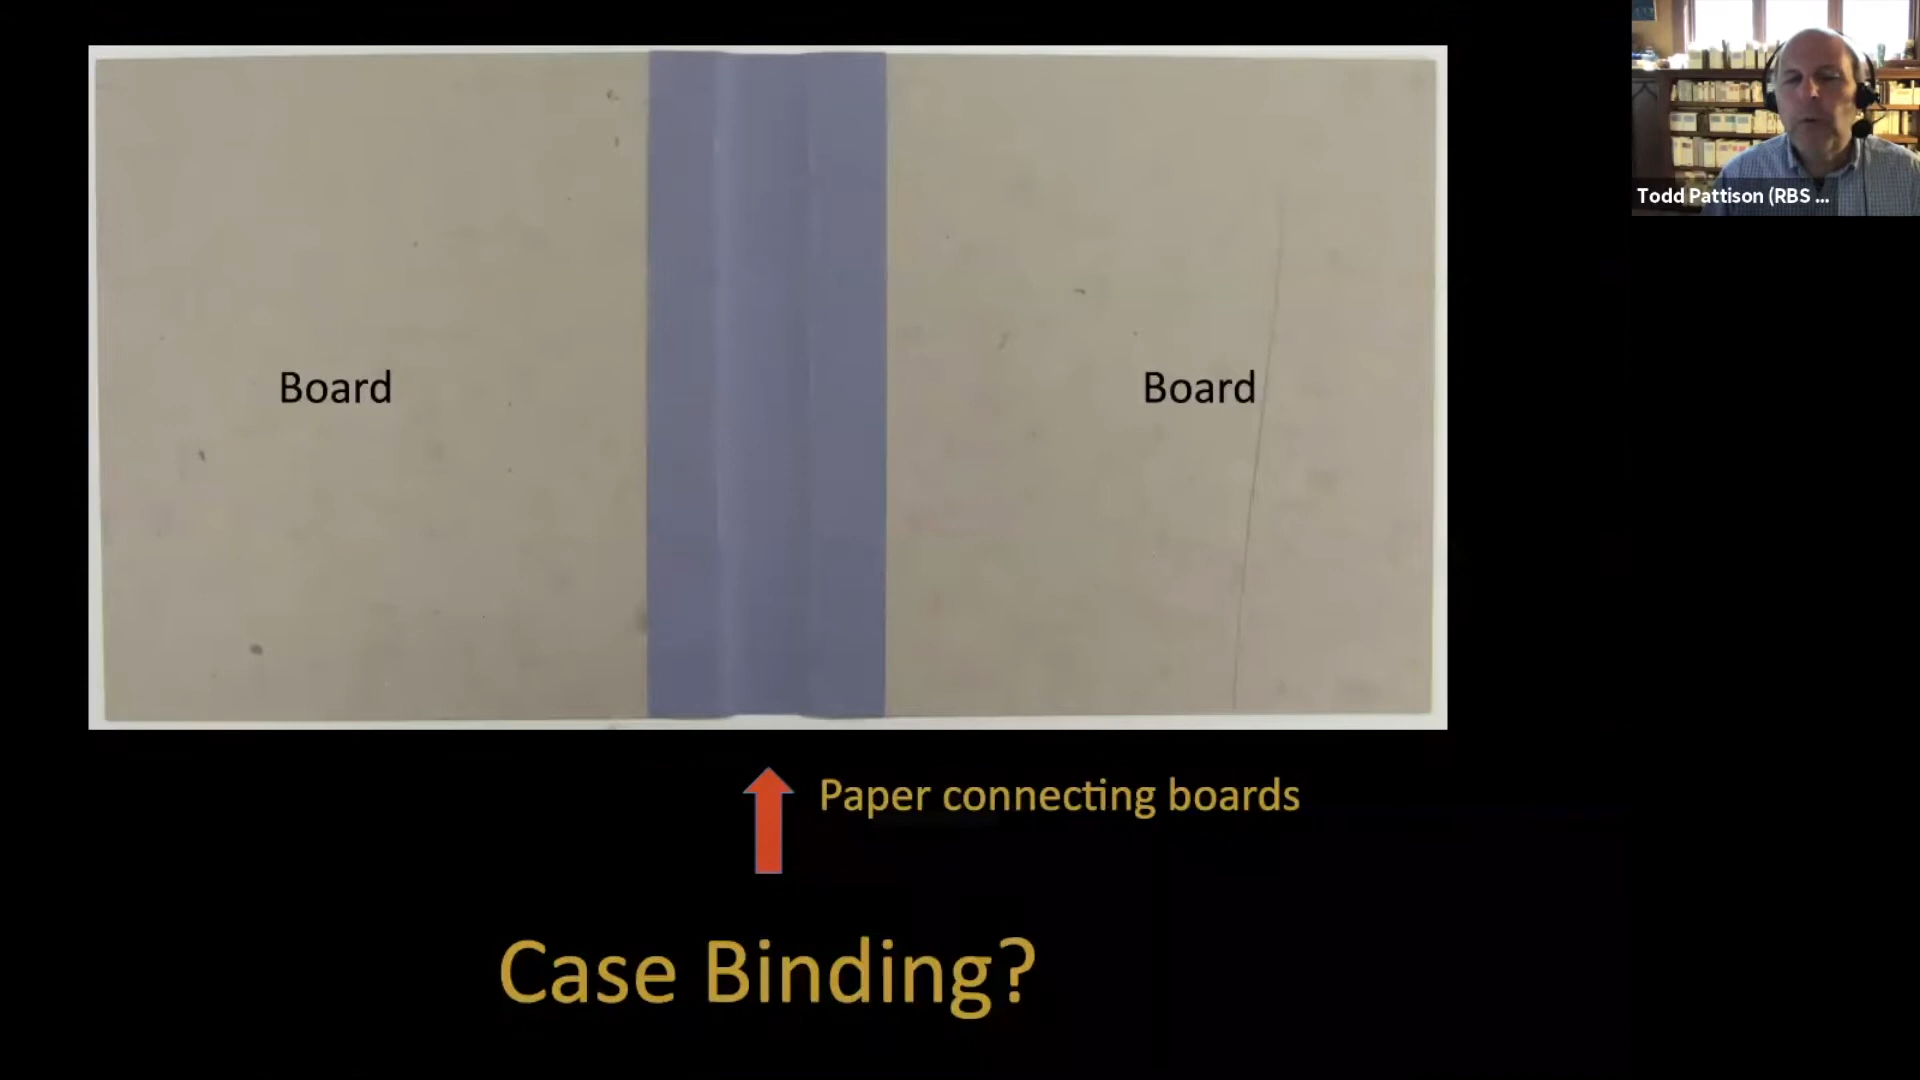 Board
Board
Todd Pattison (RBS ...
Paper connecting boards
Case Binding?